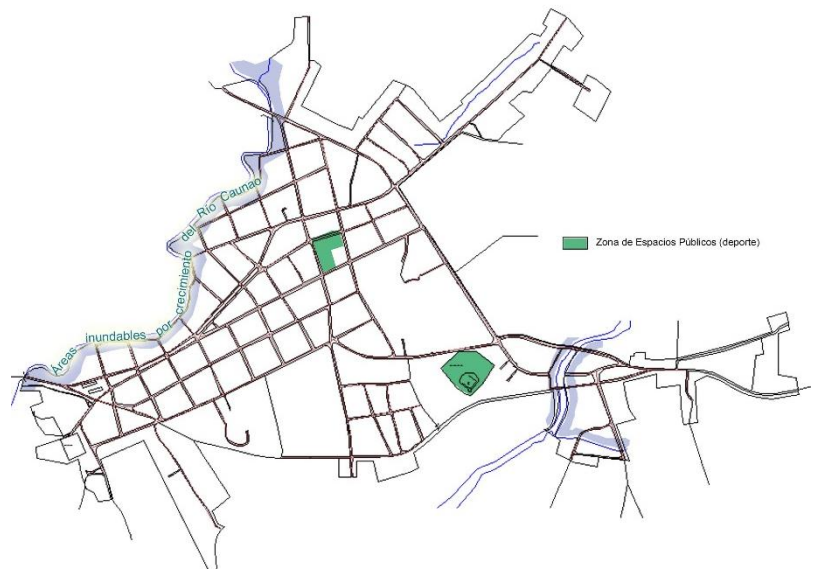 Áreas inundables por crecimiento del Río Caunao
Zona de Espacios Públicos (deporte)